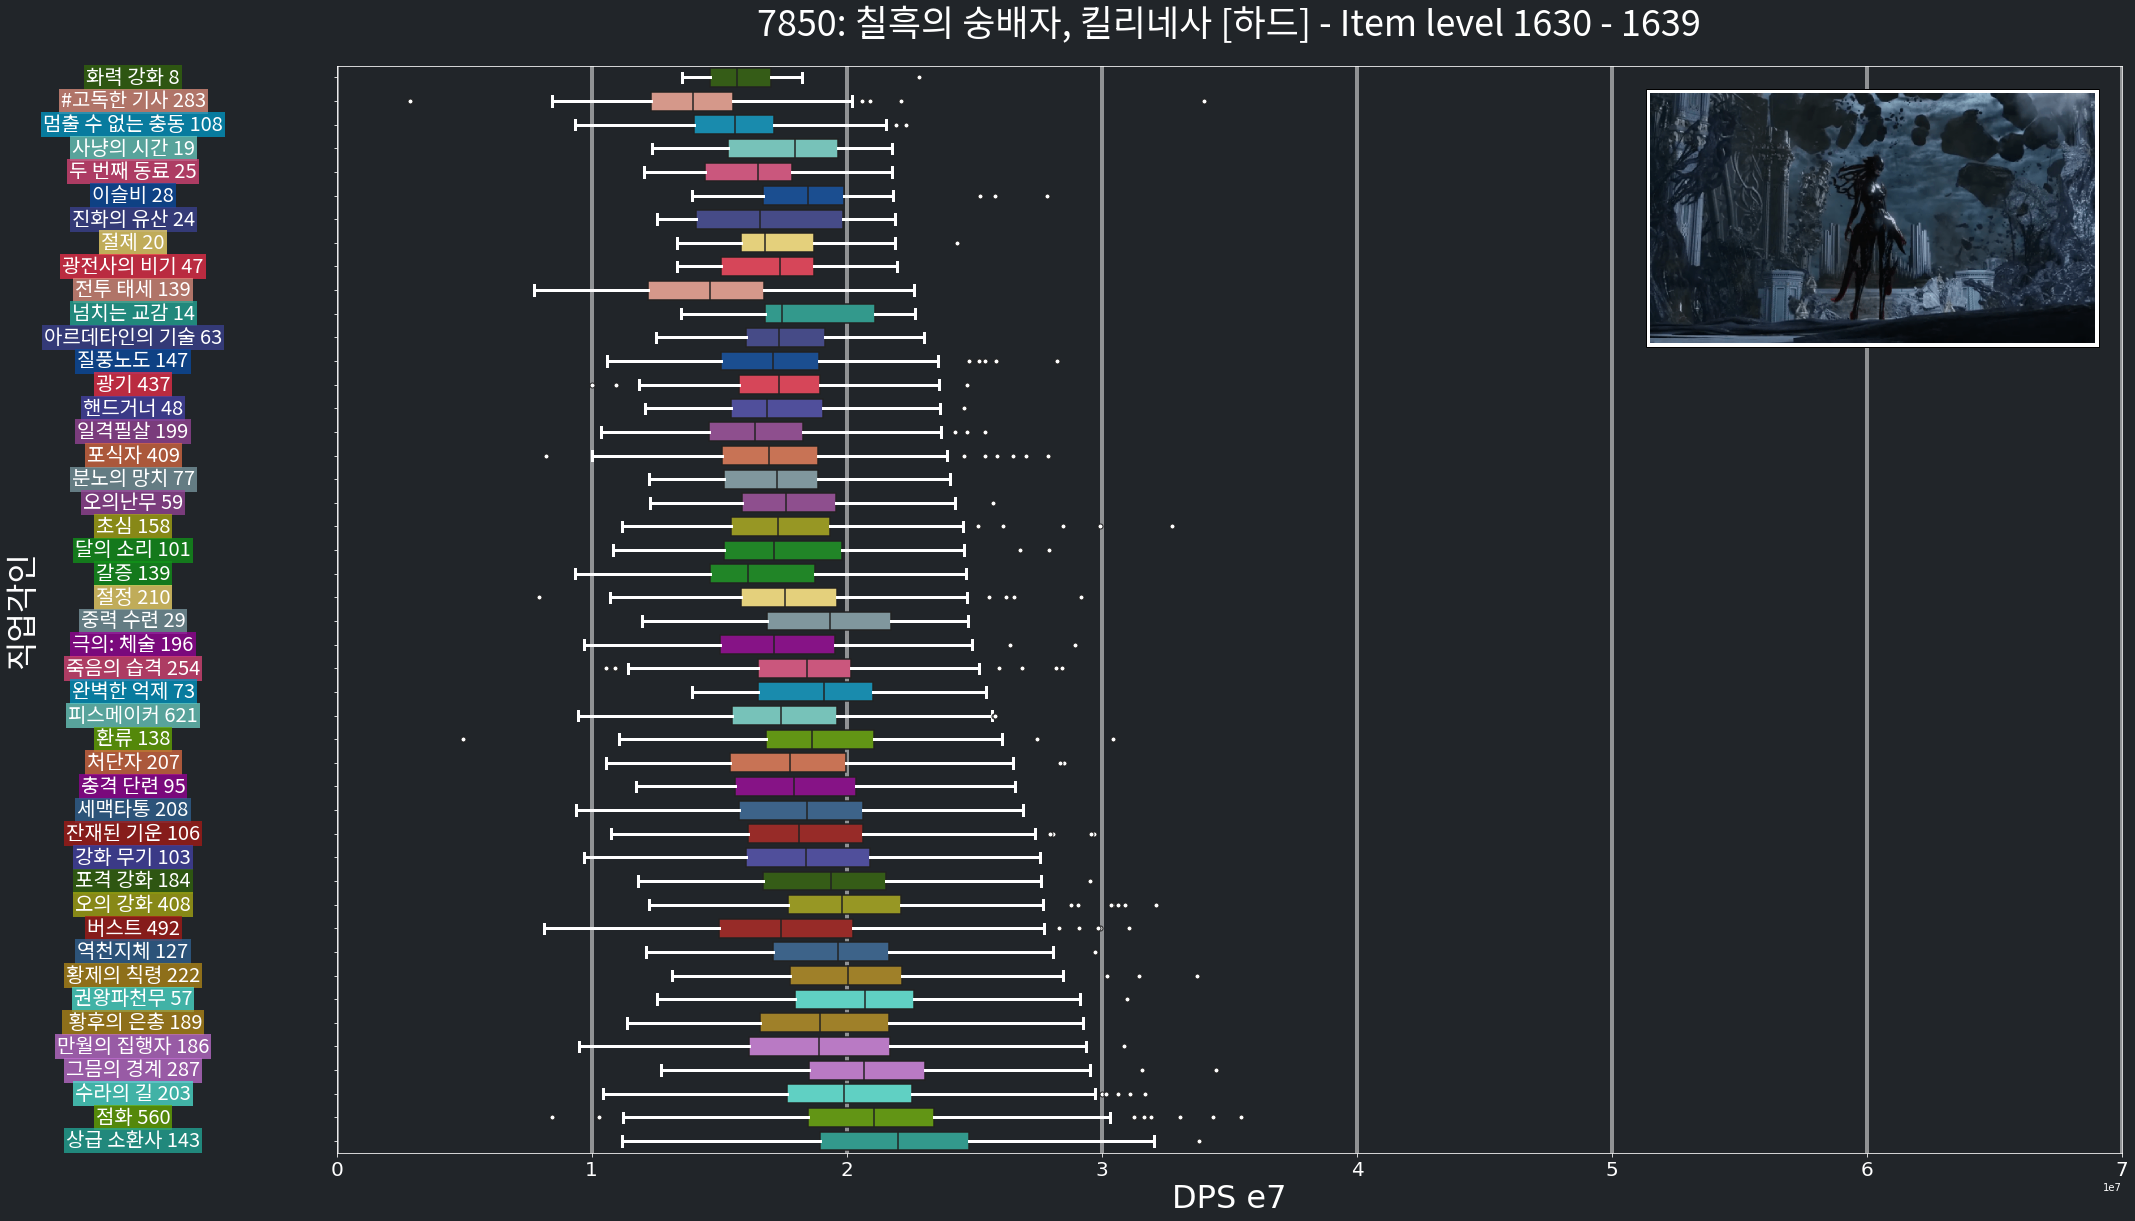 7850: 칠흑의 숭배자, 킬리네사 [하드] - Item level 1630 - 1639
화력 강화 8
#고독한 기사 283
멈출 수 없는 충동 108
사냥의 시간 19
두 번째 동료 25
이슬비 28
진화의 유산 24
절제 20
광전사의 비기 47
전투 태세 139
넘치는 교감 14
아르데타인의 기술 63
질풍노도 147
광기 437
핸드거너 48
일격필살 199
포식자 409
분노의 망치 77
오의난무 59
초심 158
달의 소리 101
갈증 139
절정 210
중력 수련 29
극의: 체술 196
죽음의 습격 254
완벽한 억제 73
피스메이커 621
환류 138
처단자 207
충격 단련 95
세맥타통 208
잔재된 기운 106
강화 무기 103
포격 강화 184
오의 강화 408
버스트 492
역천지체 127
황제의 칙령 222
권왕파천무 57
황후의 은총 189
만월의 집행자 186
그믐의 경계 287
수라의 길 203
점화 560
상급 소환사 143
직업각인
0 1 2 3 4 5 6 7
1e7
DPS e7